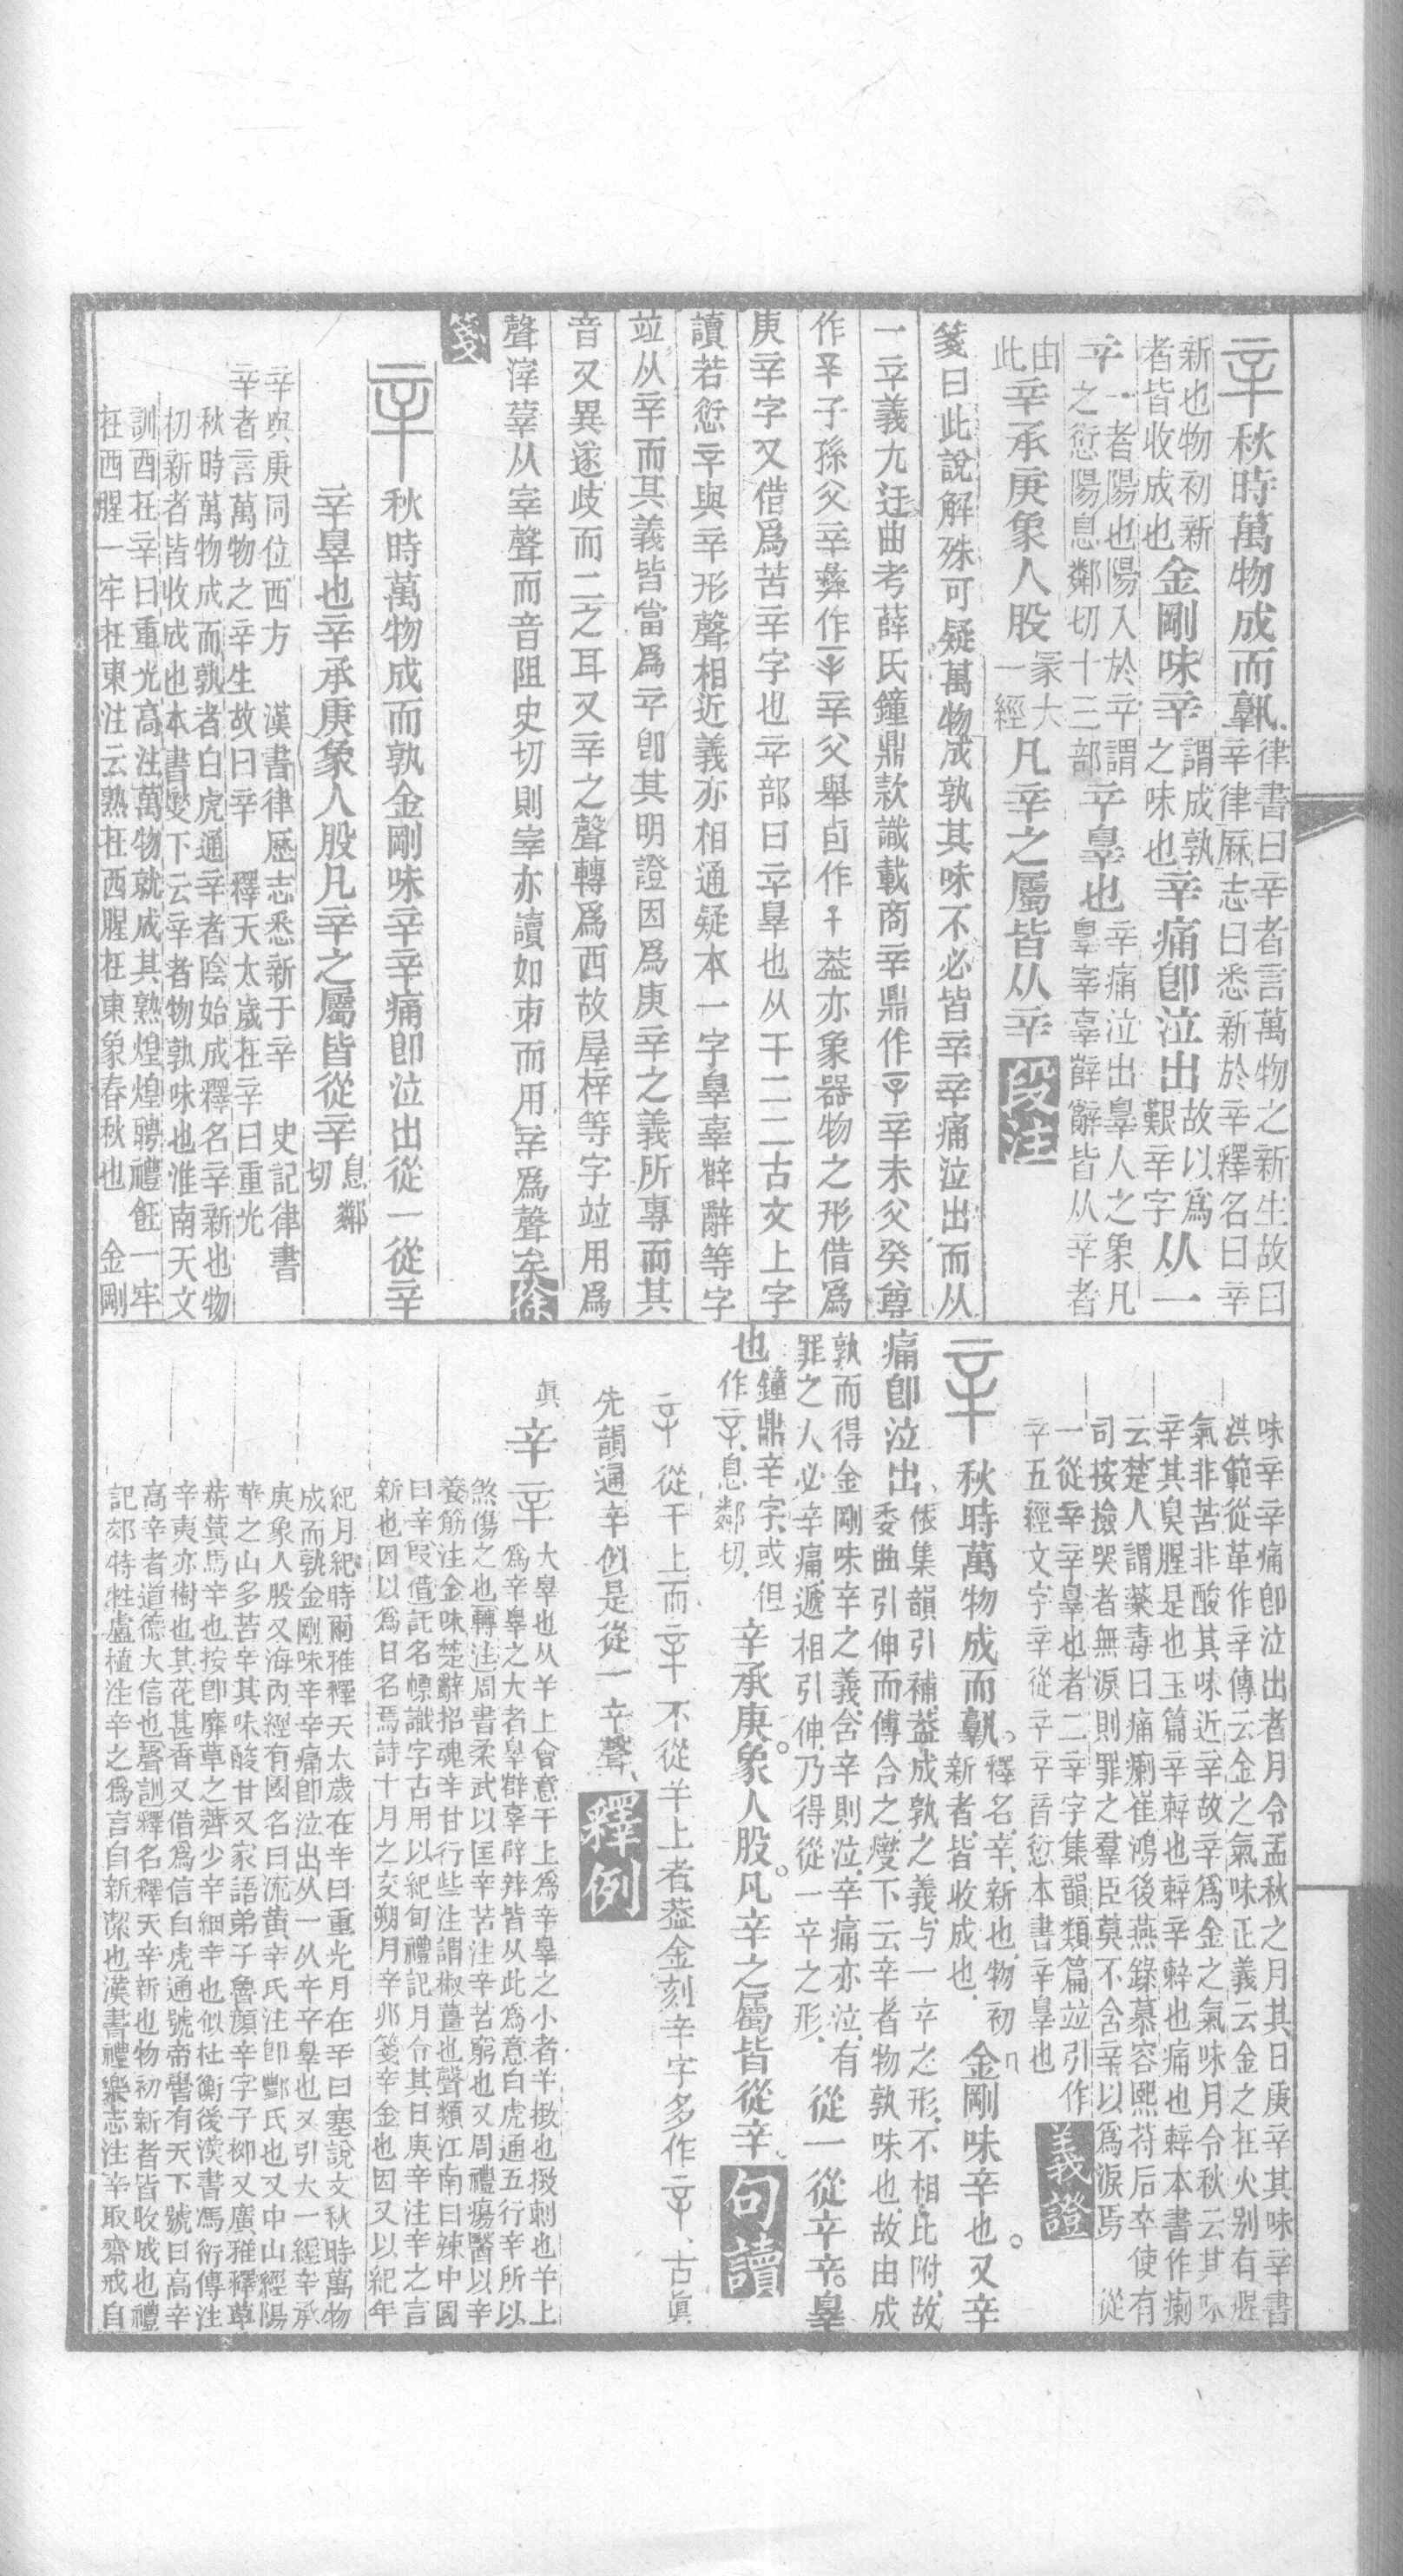 辛秋時萬物成而孰律書曰辛者言萬物之新生故曰
辛律厤志曰悉新於辛釋名曰辛
新也物初新
者皆收成也金剛味辛謂成孰
之味也辛痛卽泣出故以爲
艱辛字从一
䇂一者陽也陽入於䇂謂
之愆陽息鄰切十二部䇂辠也辛痛泣出辠人之象凡
辠宰辜辥辭皆从辛者
由
此辛承庚象人股冡大
一經凡辛之屬皆从辛段注
箋曰此說解殊可疑萬物成孰其味不必皆辛辛痛泣出而从
一䇂義尢迂曲考薛氏鐘鼎款識載商辛鼎作 辛未父癸尊
作 子孫父辛彝作 辛父舉卣作 葢亦象器物之形借爲
庚辛字又借爲苦辛字也䇂部曰䇂辠也从干二二古文上字
讀若愆䇂與辛形聲相近義亦相通疑本一字辠辜辥辭等字
竝从辛而其義皆當爲䇂卽其明證因爲庚辛之義所專而其
音又異遂歧而二之耳又辛之聲轉爲西故屖梓等字竝用爲
聲滓莘从宰聲而音阻史切則宰亦讀如 而用辛爲聲矣徐
箋
辛秋時萬物成而孰金剛味辛辛痛卽泣出從一從䇂
䇂辠也辛承庚象人股凡辛之屬皆從辛息鄰
切
辛與庚同位西方　漢書律歷志悉新于辛　史記律書
辛者言萬物之辛生故曰辛　釋天太歲在辛曰重光
秋時萬物成而孰者白虎通辛者陰始成釋名辛新也物
初新者皆收成也本書 下云辛者物孰味也淮南天文
訓酉在辛曰重光高注萬物就成其熟煌煌聘禮飪一牢
在西腥一牢在東注云熟在西腥在東象春秋也　金剛
味辛辛痛卽泣出者月令孟秋之月其日庚辛其味辛書
洪範從革作辛傳云金之氣味正義云金之在火别有腥
氣非苦非酸其味近辛故辛爲金之氣味月令秋云其味
辛其臭腥是也玉篇辛 也 辛 也痛也 本書作瘌
云楚人謂藥毒曰痛瘌崔鴻後燕錄慕容熙苻后卒使有
司按撿哭者無淚則罪之羣臣莫不含辛以爲淚焉　從
一從䇂䇂辠也者二䇂字集韻類篇竝引作
辛五經文字辛從䇂䇂音愆本書䇂辠也義證
辛秋時萬物成而孰釋名辛新也物初
新者皆收成也金剛味辛也又辛
痛卽泣出依集韻引補葢成孰之義与一䇂之形不相比附故
委曲引伸而傅合之 下云辛者物孰味也故由成
孰而得金剛味辛之義含辛則泣辛痛亦泣有
罪之人必辛痛遞相引伸乃得從一䇂之形從一從䇂䇂辠
也鐘鼎辛字或但
作䇂息鄰切辛承庚象人股凡辛之屬皆從辛句讀
䇂從干上而辛不從羊上者葢金刻辛字多作䇂古眞
先韻通辛似是從一䇂聲釋例
眞辛大辠也从羊上會意干上爲䇂辠之小者羊撠也撠刺也羊上
爲辛辠之大者辠辥辜辟辡皆从此爲意白虎通五行辛所以
煞傷之也轉注周書柔武以匡辛苦注辛苦窮也又周禮瘍醫以辛
養筋注金味楚辭招魂辛甘行些注謂椒薑也聲類江南曰辣中國
曰辛叚借託名幖識字古用以紀旬禮記月令其日庚辛注辛之言
新也因以爲日名焉詩十月之交朔月辛卯箋辛金也因又以紀年
紀月紀時爾雅釋天太歲在辛曰重光月在辛曰塞說文秋時萬物
成而孰金剛味辛辛痛卽泣出从一从䇂䇂辠也又引大一經辛承
庚象人股又海內經有國名曰流黃辛氏注卽酆氏也又中山經陽
華之山多苦辛其味酸甘又家語弟子魯顏辛字子柳又廣雅釋草
薪蓂馬辛也按卽靡草之薺少辛細辛也似杜衡後漢書馮衍傳注
辛夷亦樹也其花甚香又借爲信白虎通號帝嚳有天下號曰高辛
高辛者道德大信也聲訓釋名釋天辛新也物初新者皆收成也禮
記郊特牲盧植注辛之爲言自新潔也漢書禮樂志注辛取齋戒自